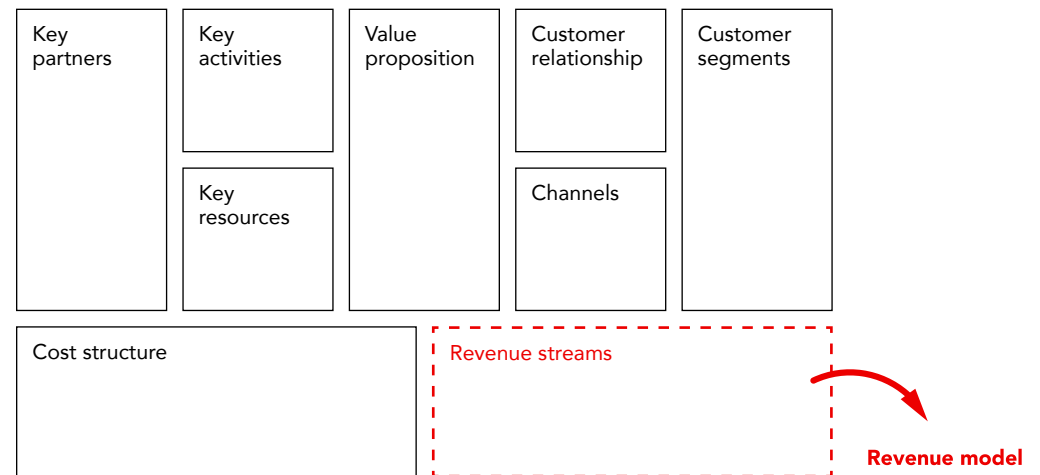 Key
partners
Key
activities
Value
proposition
Customer
relationship
Customer
segments
Key
resources
Channels
Cost structure
Revenue streams
Revenue model